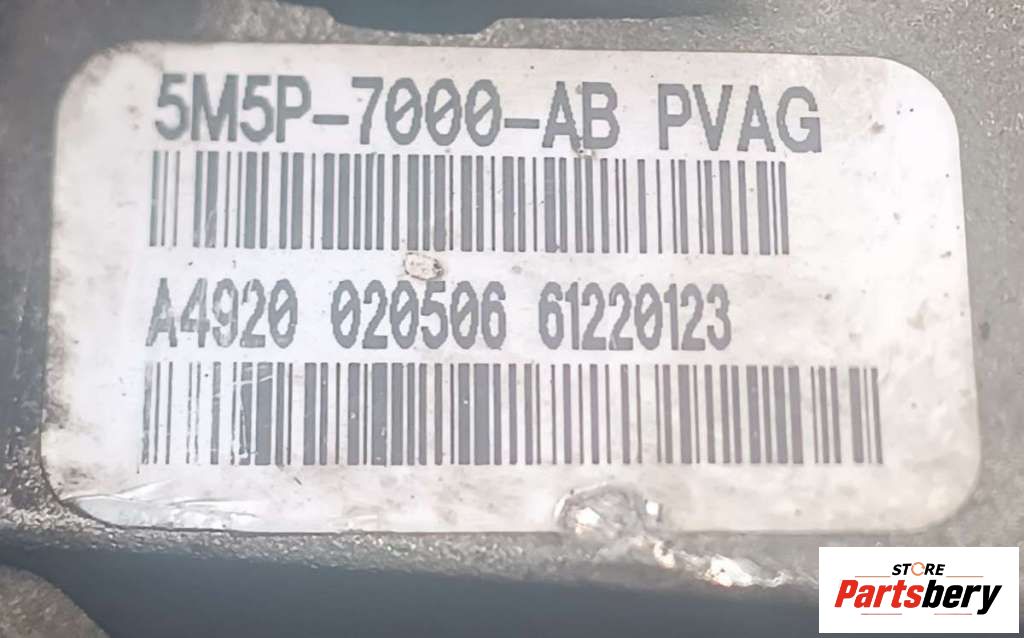 5M5P-7000-AB PVAG
A4920 020506 61220123
STORE
Partsbery